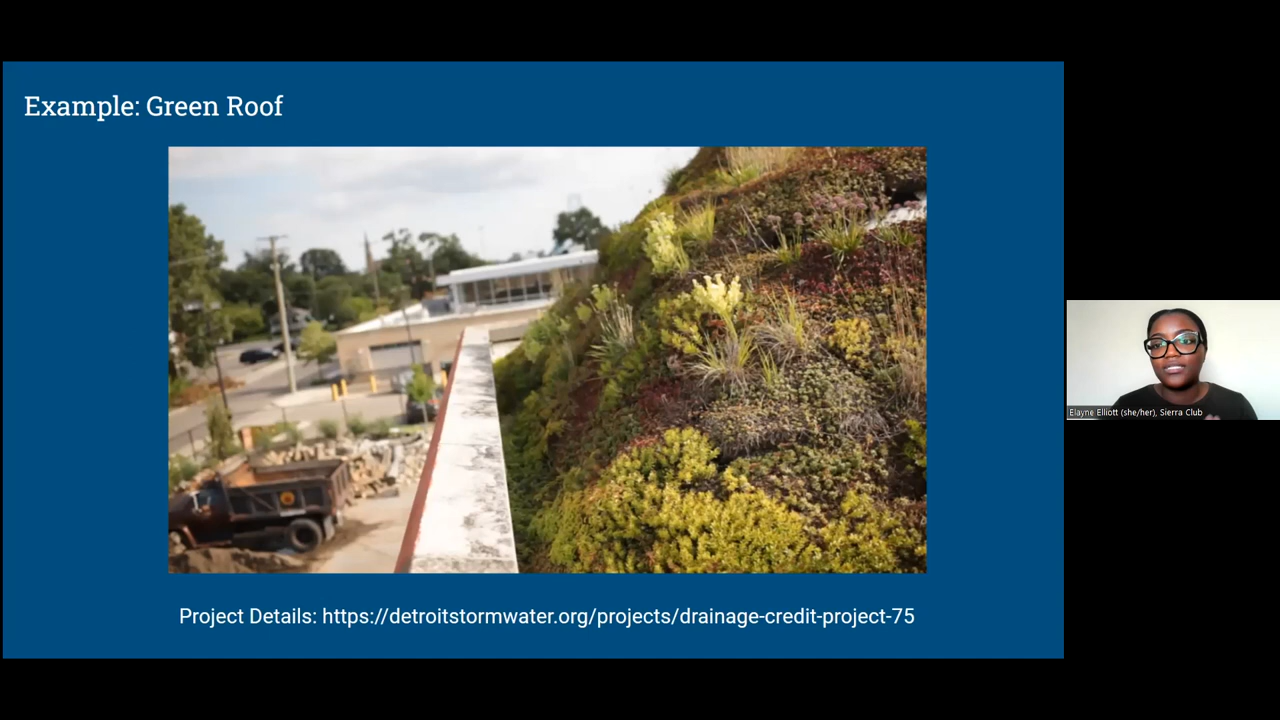 Example: Green Roof
Project Details: https://detroitstormwater.org/projects/drainage-credit-project-75
Elayne Elliott (she/her), Sierra Club